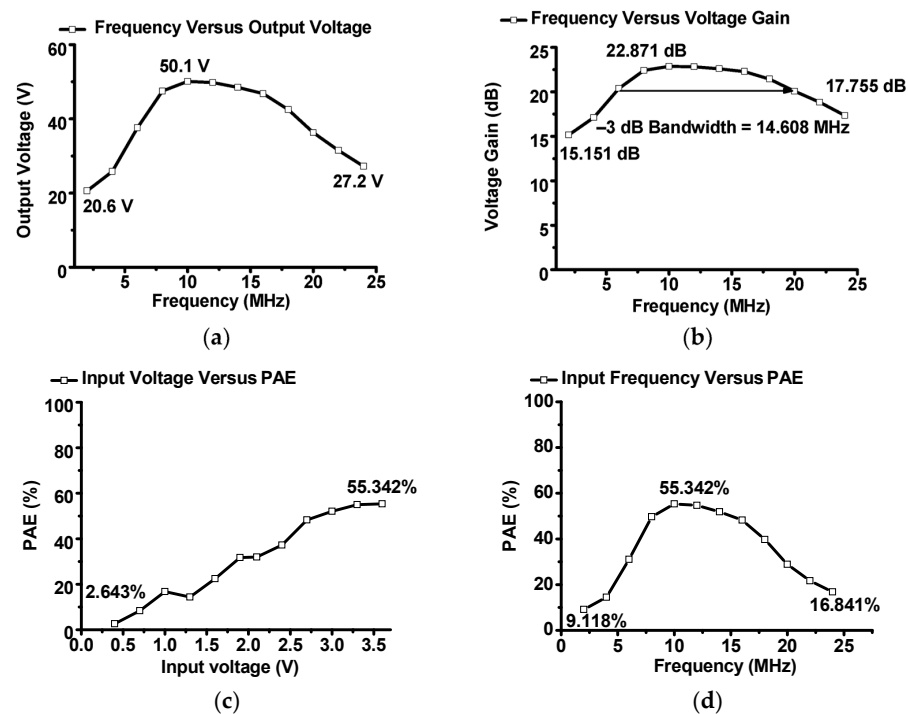 Frequency Versus Output Voltage
60
40
20
0
Output Voltage (V)
50.1 V
20.6 V
27.2 V
5 10 15 20 25
Frequency (MHz)
(a)
Frequency Versus Voltage Gain
25
20
15
10
5
0
Voltage Gain (dB)
22.871 dB
17.755 dB
–3 dB Bandwidth = 14.608 MHz
15.151 dB
5 10 15 20 25
Frequency (MHz)
(b)
Input Voltage Versus PAE
100
80
60
40
20
0
PAE (%)
55.342%
2.643%
0.0 0.5 1.0 1.5 2.0 2.5 3.0 3.5
Input voltage (V)
(c)
Input Frequency Versus PAE
100
80
60
40
20
0
PAE (%)
55.342%
9.118%
16.841%
0 5 10 15 20 25
Frequency (MHz)
(d)